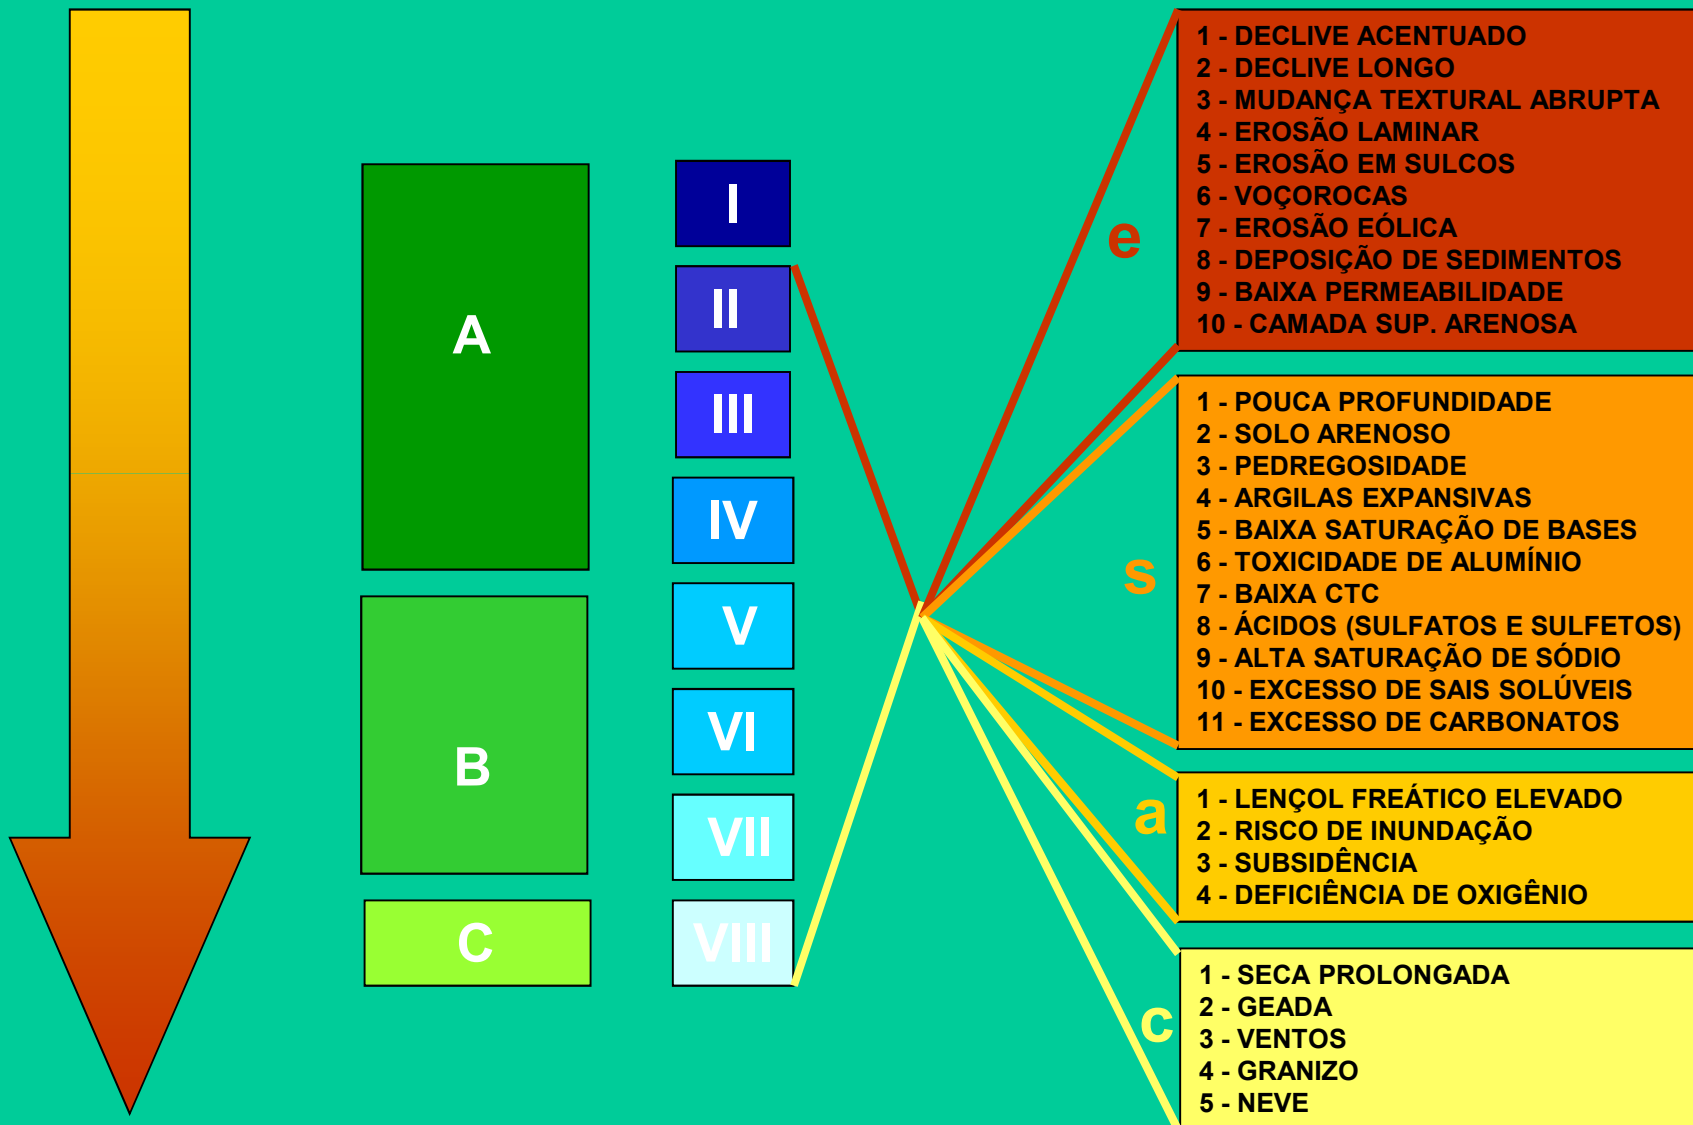 A
B
C
I
II
III
IV
V
VI
VII
VIII
e
1 - DECLIVE ACENTUADO
2 - DECLIVE LONGO
3 - MUDANÇA TEXTURAL ABRUPTA
4 - EROSÃO LAMINAR
5 - EROSÃO EM SULCOS
6 - VOÇOROCAS
7 - EROSÃO EÓLICA
8 - DEPOSIÇÃO DE SEDIMENTOS
9 - BAIXA PERMEABILIDADE
10 - CAMADA SUP. ARENOSA
s
1 - POUCA PROFUNDIDADE
2 - SOLO ARENOSO
3 - PEDREGOSIDADE
4 - ARGILAS EXPANSIVAS
5 - BAIXA SATURAÇÃO DE BASES
6 - TOXICIDADE DE ALUMÍNIO
7 - BAIXA CTC
8 - ÁCIDOS (SULFATOS E SULFETOS)
9 - ALTA SATURAÇÃO DE SÓDIO
10 - EXCESSO DE SAIS SOLÚVEIS
11 - EXCESSO DE CARBONATOS
a
1 - LENÇOL FREÁTICO ELEVADO
2 - RISCO DE INUNDAÇÃO
3 - SUBSIDÊNCIA
4 - DEFICIÊNCIA DE OXIGÊNIO
c
1 - SECA PROLONGADA
2 - GEADA
3 - VENTOS
4 - GRANIZO
5 - NEVE